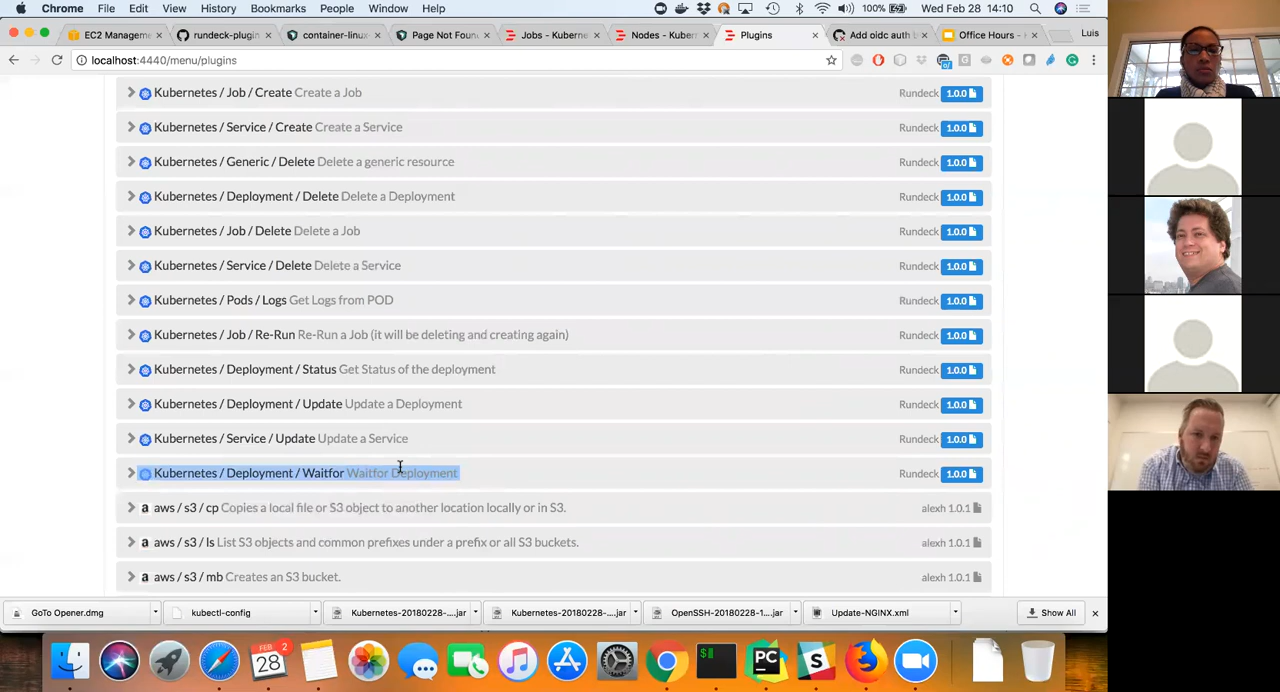 Chrome File Edit View History Bookmarks People Window Help 100% Wed Feb 28 14:10
EC2 Manage rundeck-plugin container-linux Page Not Foun Jobs - Kuberne Nodes - Kuber Plugins Add oidc auth b Office Hours - Luis
localhost:4440/menu/plugins
Kubernetes / Job / Create Create a Job Rundeck 1.0.0
Kubernetes / Service / Create Create a Service Rundeck 1.0.0
Kubernetes / Generic / Delete Delete a generic resource Rundeck 1.0.0
Kubernetes / Deployment / Delete Delete a Deployment Rundeck 1.0.0
Kubernetes / Job / Delete Delete a Job Rundeck 1.0.0
Kubernetes / Service / Delete Delete a Service Rundeck 1.0.0
Kubernetes / Pods / Logs Get Logs from POD Rundeck 1.0.0
Kubernetes / Job / Re-Run Re-Run a Job (it will be deleting and creating again) Rundeck 1.0.0
Kubernetes / Deployment / Status Get Status of the deployment Rundeck 1.0.0
Kubernetes / Deployment / Update Update a Deployment Rundeck 1.0.0
Kubernetes / Service / Update Update a Service Rundeck 1.0.0
Kubernetes / Deployment / Waitfor Waitfor Deployment Rundeck 1.0.0
a aws / s3 / cp Copies a local file or S3 object to another location locally or in S3. alexh 1.0.1
a aws / s3 / ls List S3 objects and common prefixes under a prefix or all S3 buckets. alexh 1.0.1
a aws / s3 / mb Creates an S3 bucket. alexh 1.0.1
GoTo Opener.dmg kubectl-config Kubernetes-20180228-....jar Kubernetes-20180228-....jar OpenSSH-20180228-1....jar Update-NGINX.xml Show All
FEB 2 28 $ PC S